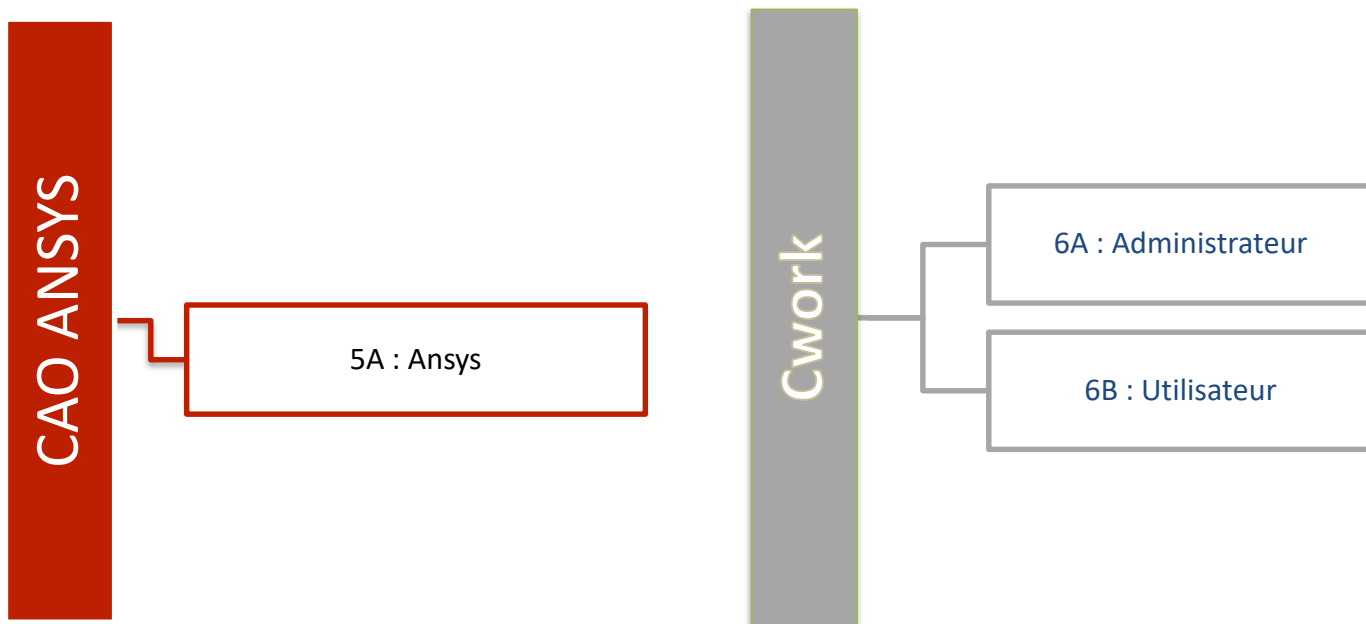 CAO ANSYS
5A : Ansys
Cwork
6A : Administrateur
6B : Utilisateur